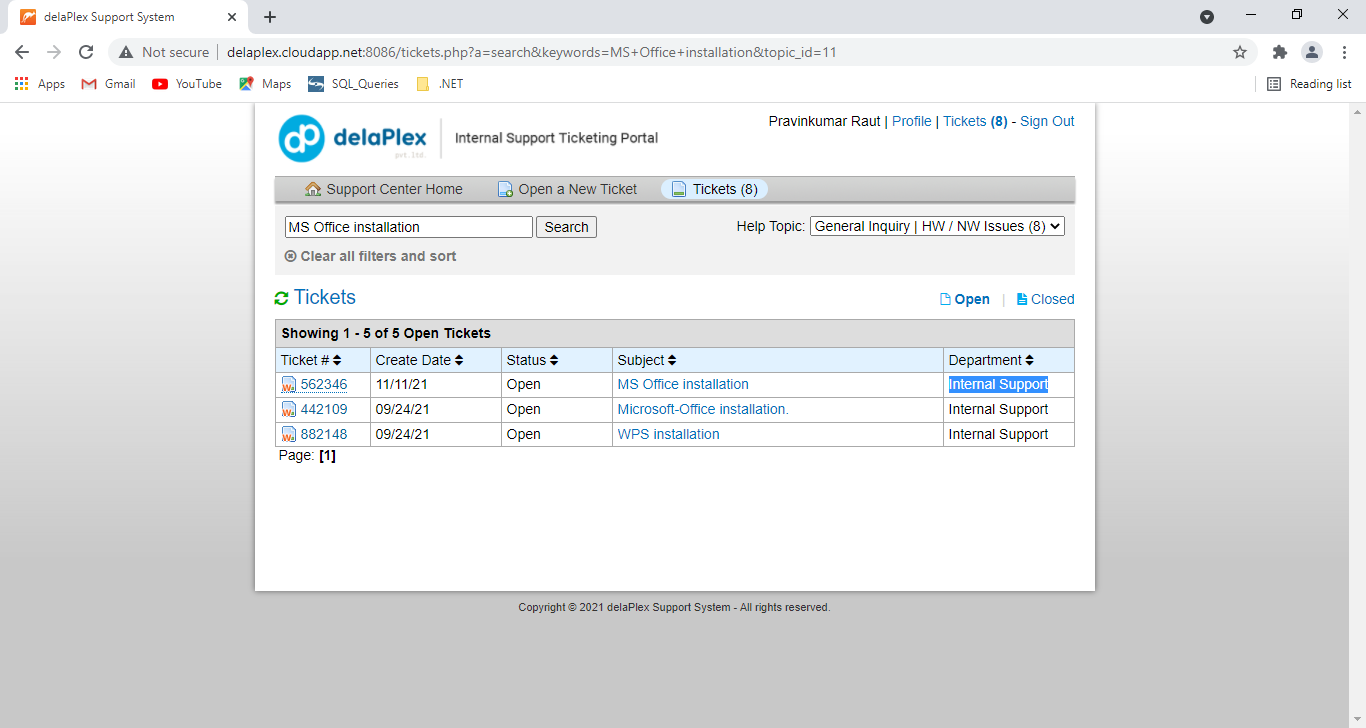 delaPlex Support System
Not secure delaplex.cloudapp.net:8086/tickets.php?a=search&keywords=MS+Office+installation&topic_id=11
Apps Gmail YouTube Maps SQL_Queries .NET Reading list
dp delaPlex pvt.ltd. Internal Support Ticketing Portal
Pravinkumar Raut | Profile | Tickets (8) - Sign Out
Support Center Home Open a New Ticket Tickets (8)
MS Office installation Search Help Topic: General Inquiry | HW / NW Issues (8)
Clear all filters and sort
Tickets Open | Closed
Showing 1 - 5 of 5 Open Tickets
Ticket # Create Date Status Subject Department
562346 11/11/21 Open MS Office installation Internal Support
442109 09/24/21 Open Microsoft-Office installation. Internal Support
882148 09/24/21 Open WPS installation Internal Support
Page: [1]
Copyright © 2021 delaPlex Support System - All rights reserved.